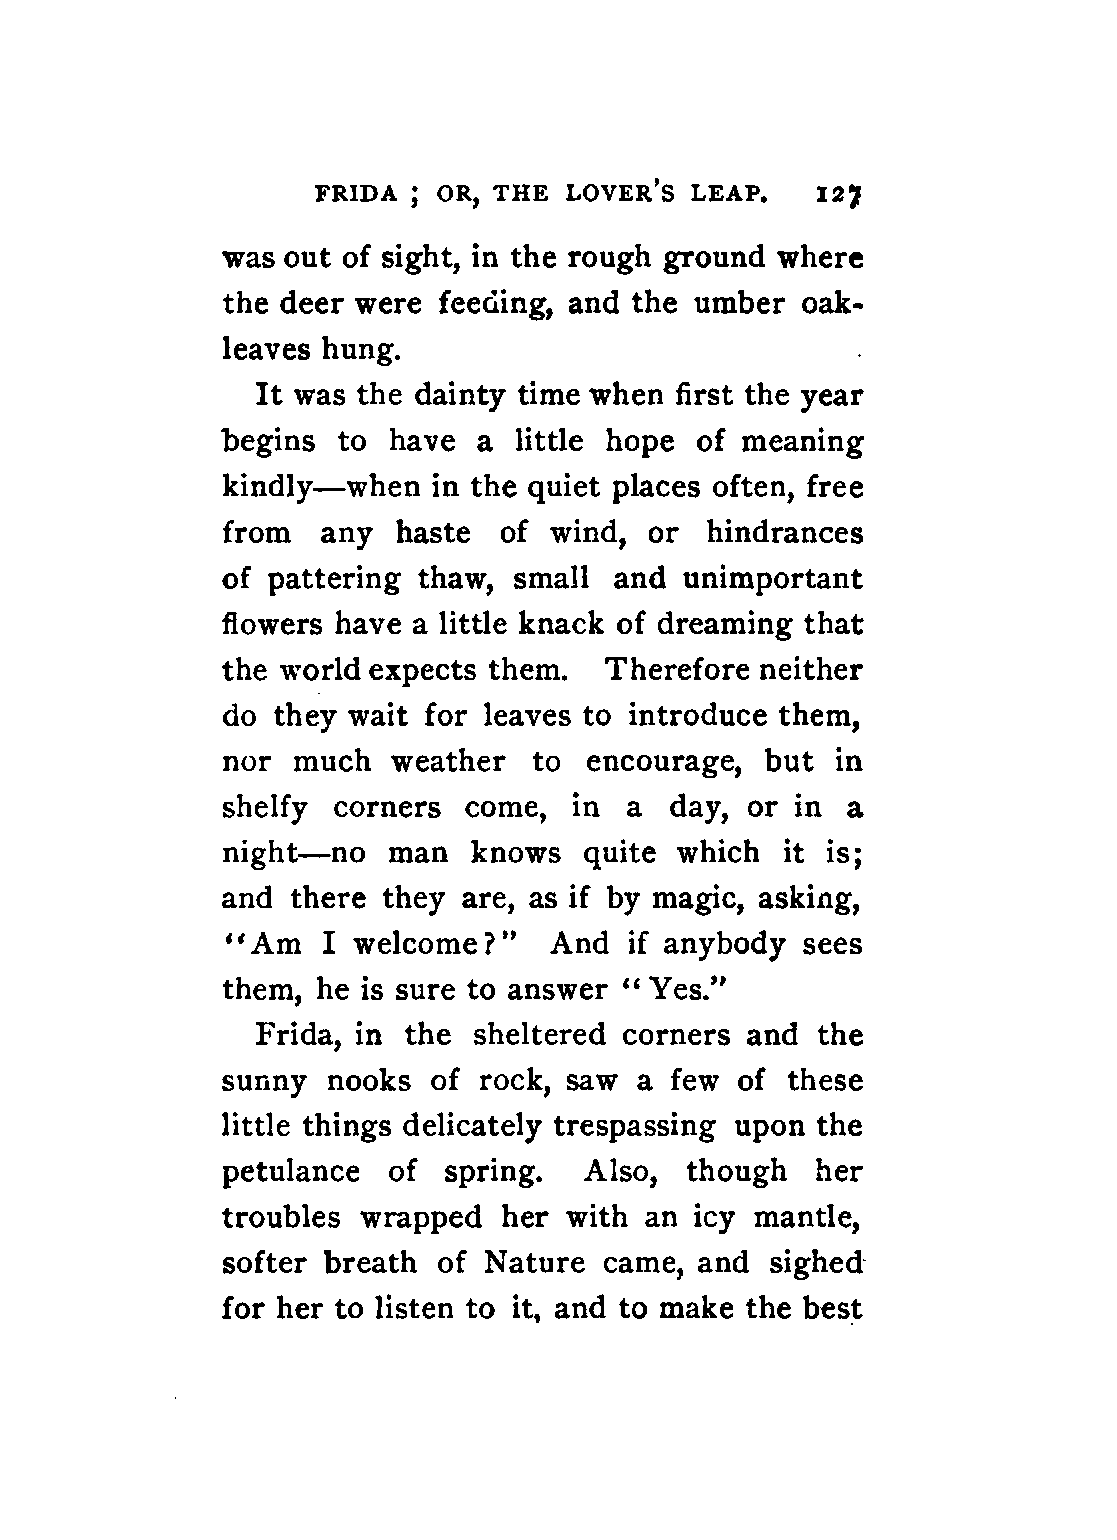 FRIDA ; OR, THE LOVER'S LEAP. 127
was out of sight, in the rough ground where
the deer were feeding, and the umber oak-
leaves hung.
It was the dainty time when first the year
begins to have a little hope of meaning
kindly—when in the quiet places often, free
from any haste of wind, or hindrances
of pattering thaw, small and unimportant
flowers have a little knack of dreaming that
the world expects them. Therefore neither
do they wait for leaves to introduce them,
nor much weather to encourage, but in
shelfy corners come, in a day, or in a
night—no man knows quite which it is;
and there they are, as if by magic, asking,
"Am I welcome?" And if anybody sees
them, he is sure to answer "Yes."
Frida, in the sheltered corners and the
sunny nooks of rock, saw a few of these
little things delicately trespassing upon the
petulance of spring. Also, though her
troubles wrapped her with an icy mantle,
softer breath of Nature came, and sighed
for her to listen to it, and to make the best